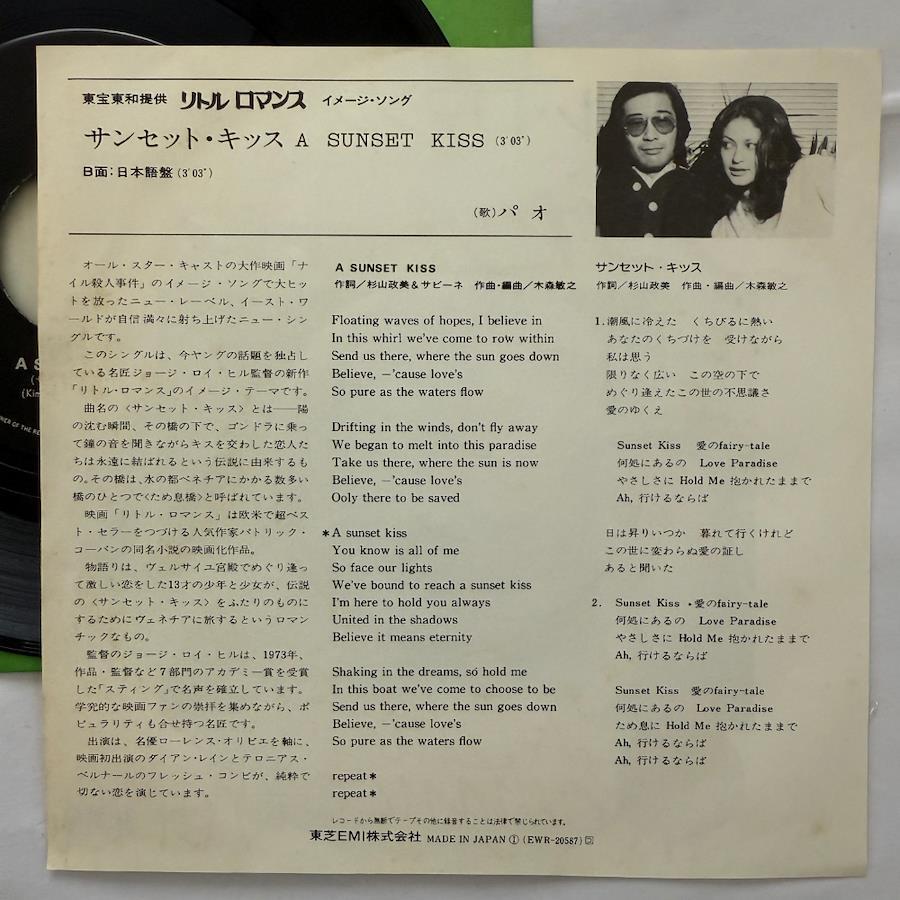 東宝東和提供 リトル ロマンス イメージ・ソング
サンセット・キッス A SUNSET KISS (3'03")
B面:日本語盤(3'03")
(歌)パオ
オール・スター・キャストの大作映画「ナ
イル殺人事件」のイメージ・ソングで大ヒッ
トを放ったニュー・レーベル、イースト・ワ
ールドが自信満々に射ち上げたニュー・シン
グルです。
このシングルは、今ヤングの話題を独占し
ている名匠ジョージ・ロイ・ヒル監督の新作
「リトル・ロマンス」のイメージ・テーマです。
曲名の〈サンセット・キッス〉とは――陽
の沈む瞬間、その橋の下で、ゴンドラに乗っ
て鐘の音を聞きながらキスを交わした恋人た
ちは永遠に結ばれるという伝説に由来するも
の。その橋は、水の都ベネチアにかかる数多い
橋のひとつで〈ため息橋〉と呼ばれています。
映画「リトル・ロマンス」は欧米で超ベス
ト・セラーをつづける人気作家パトリック・
コーバンの同名小説の映画化作品。
物語りは、ヴェルサイユ宮殿でめぐり逢っ
て激しい恋をした13才の少年と少女が、伝説
の〈サンセット・キッス〉をふたりのものに
するためにヴェネチアに旅するというロマン
チックなもの。
監督のジョージ・ロイ・ヒルは、1973年、
作品・監督など7部門のアカデミー賞を受賞
した「スティング」で名声を確立しています。
学究的な映画ファンの崇拝を集めながら、ポ
ピュラリティも合せ持つ名匠です。
出演は、名優ローレンス・オリビエを軸に、
映画初出演のダイアン・レインとテロニアス・
ベルナールのフレッシュ・コンビが、純粋で
切ない恋を演じています。
A SUNSET KISS
作詞/杉山政美&サビーネ 作曲・編曲/木森敏之
Floating waves of hopes, I believe in
In this whirl we've come to row within
Send us there, where the sun goes down
Believe, —'cause love's
So pure as the waters flow
Drifting in the winds, don't fly away
We began to melt into this paradise
Take us there, where the sun is now
Believe, —'cause love's
Ooly there to be saved
*A sunset kiss
You know is all of me
So face our lights
We've bound to reach a sunset kiss
I'm here to hold you always
United in the shadows
Believe it means eternity
Shaking in the dreams, so hold me
In this boat we've come to choose to be
Send us there, where the sun goes down
Believe, —'cause love's
So pure as the waters flow
repeat*
repeat*
サンセット・キッス
作詞/杉山政美 作曲・編曲/木森敏之
1.潮風に冷えた くちびるに熱い
あなたのくちづけを 受けながら
私は思う
限りなく広い この空の下で
めぐり逢えたこの世の不思議さ
愛のゆくえ
Sunset Kiss 愛のfairy-tale
何処にあるの Love Paradise
やさしさに Hold Me 抱かれたままで
Ah, 行けるならば
日は昇りいつか 暮れて行くけれど
この世に変わらぬ愛の証し
あると聞いた
2. Sunset Kiss 愛のfairy-tale
何処にあるの Love Paradise
やさしさに Hold Me 抱かれたままで
Ah, 行けるならば
Sunset Kiss 愛のfairy-tale
何処にあるの Love Paradise
ため息に Hold Me 抱かれたままで
Ah, 行けるならば
Ah, 行けるならば
レコードから無断でテープその他に録音することは法律で禁じられています。
東芝EMI株式会社 MADE IN JAPAN ① (EWR-20587)
A S
(Kim